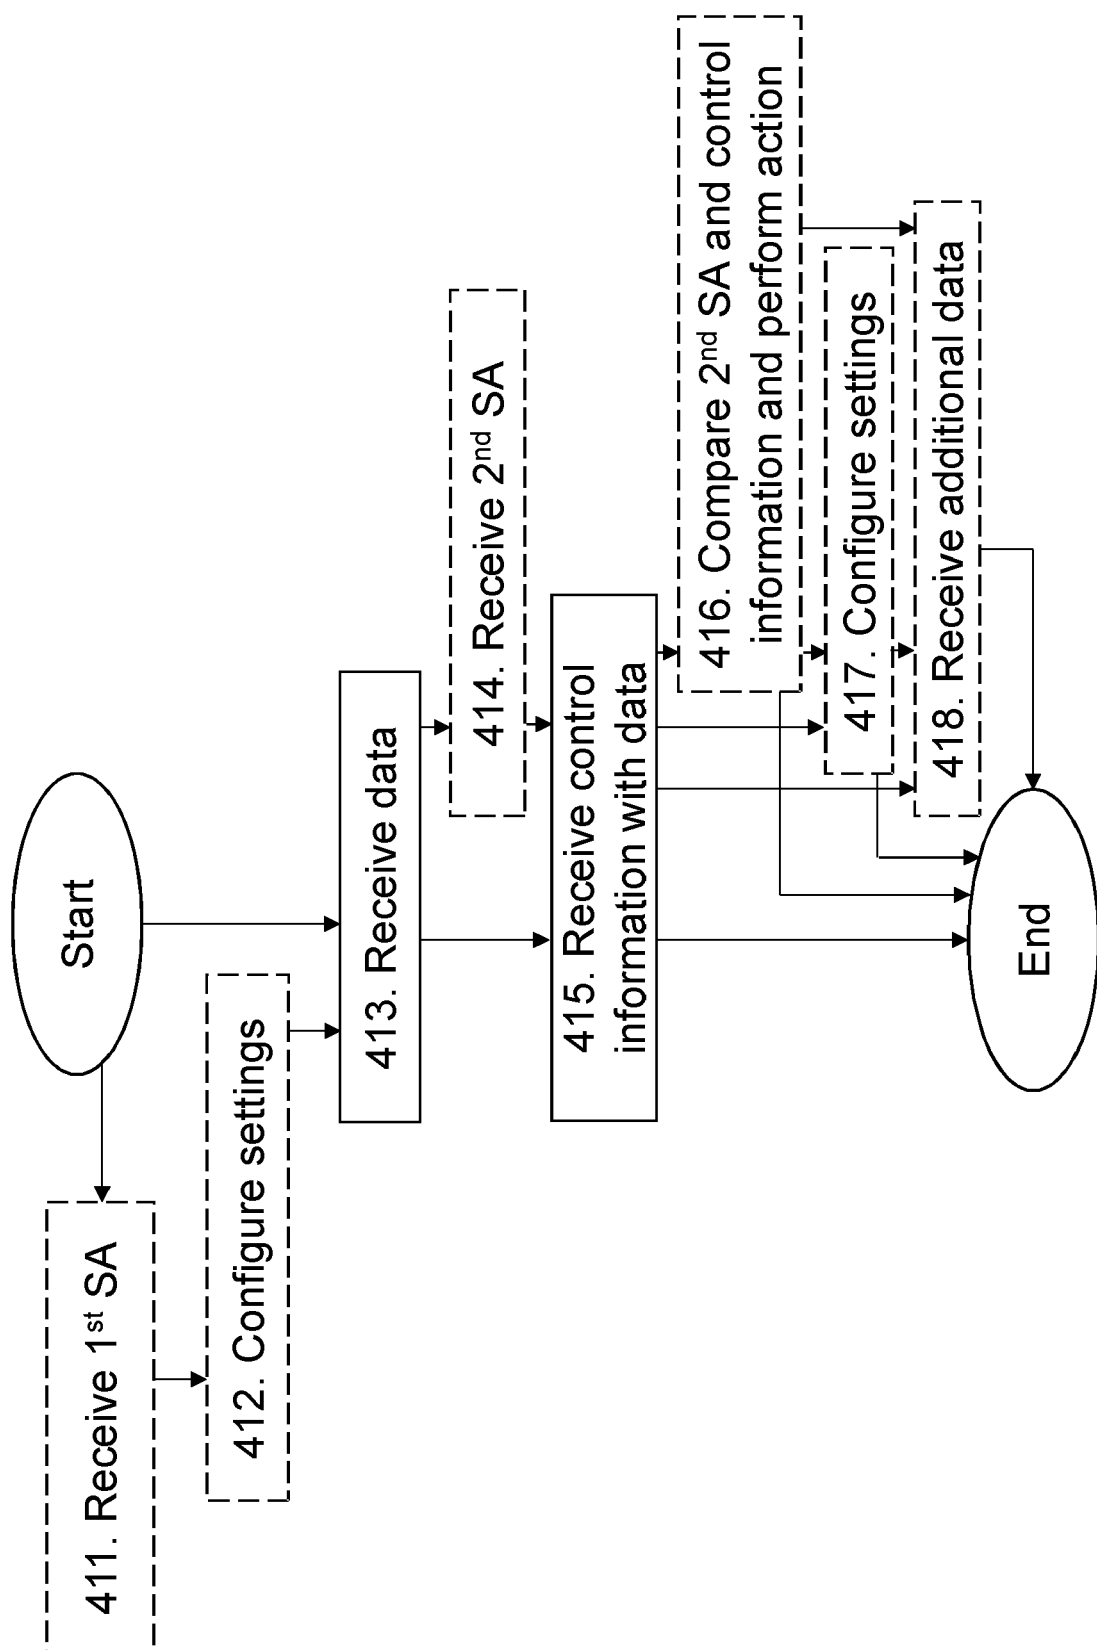 Start
411. Receive 1st SA
412. Configure settings
413. Receive data
414. Receive 2nd SA
415. Receive control
information with data
416. Compare 2nd SA and control
information and perform action
417. Configure settings
418. Receive additional data
End